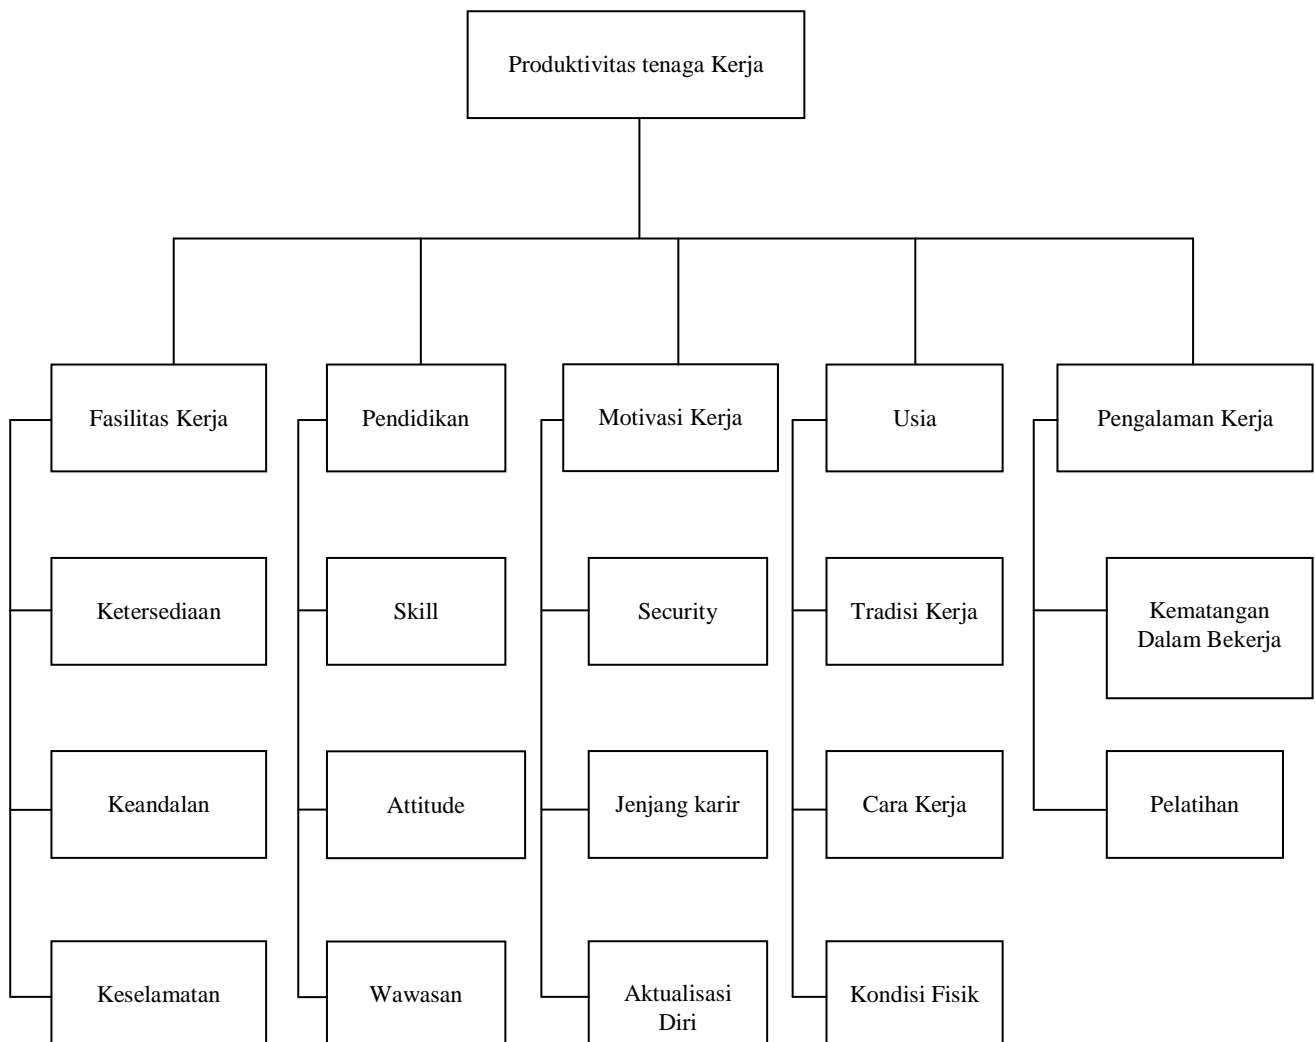 Produktivitas tenaga Kerja
Fasilitas Kerja
Pendidikan
Motivasi Kerja
Usia
Pengalaman Kerja
Ketersediaan
Skill
Security
Tradisi Kerja
Kematangan
Dalam Bekerja
Keandalan
Attitude
Jenjang karir
Cara Kerja
Pelatihan
Keselamatan
Wawasan
Aktualisasi
Diri
Kondisi Fisik